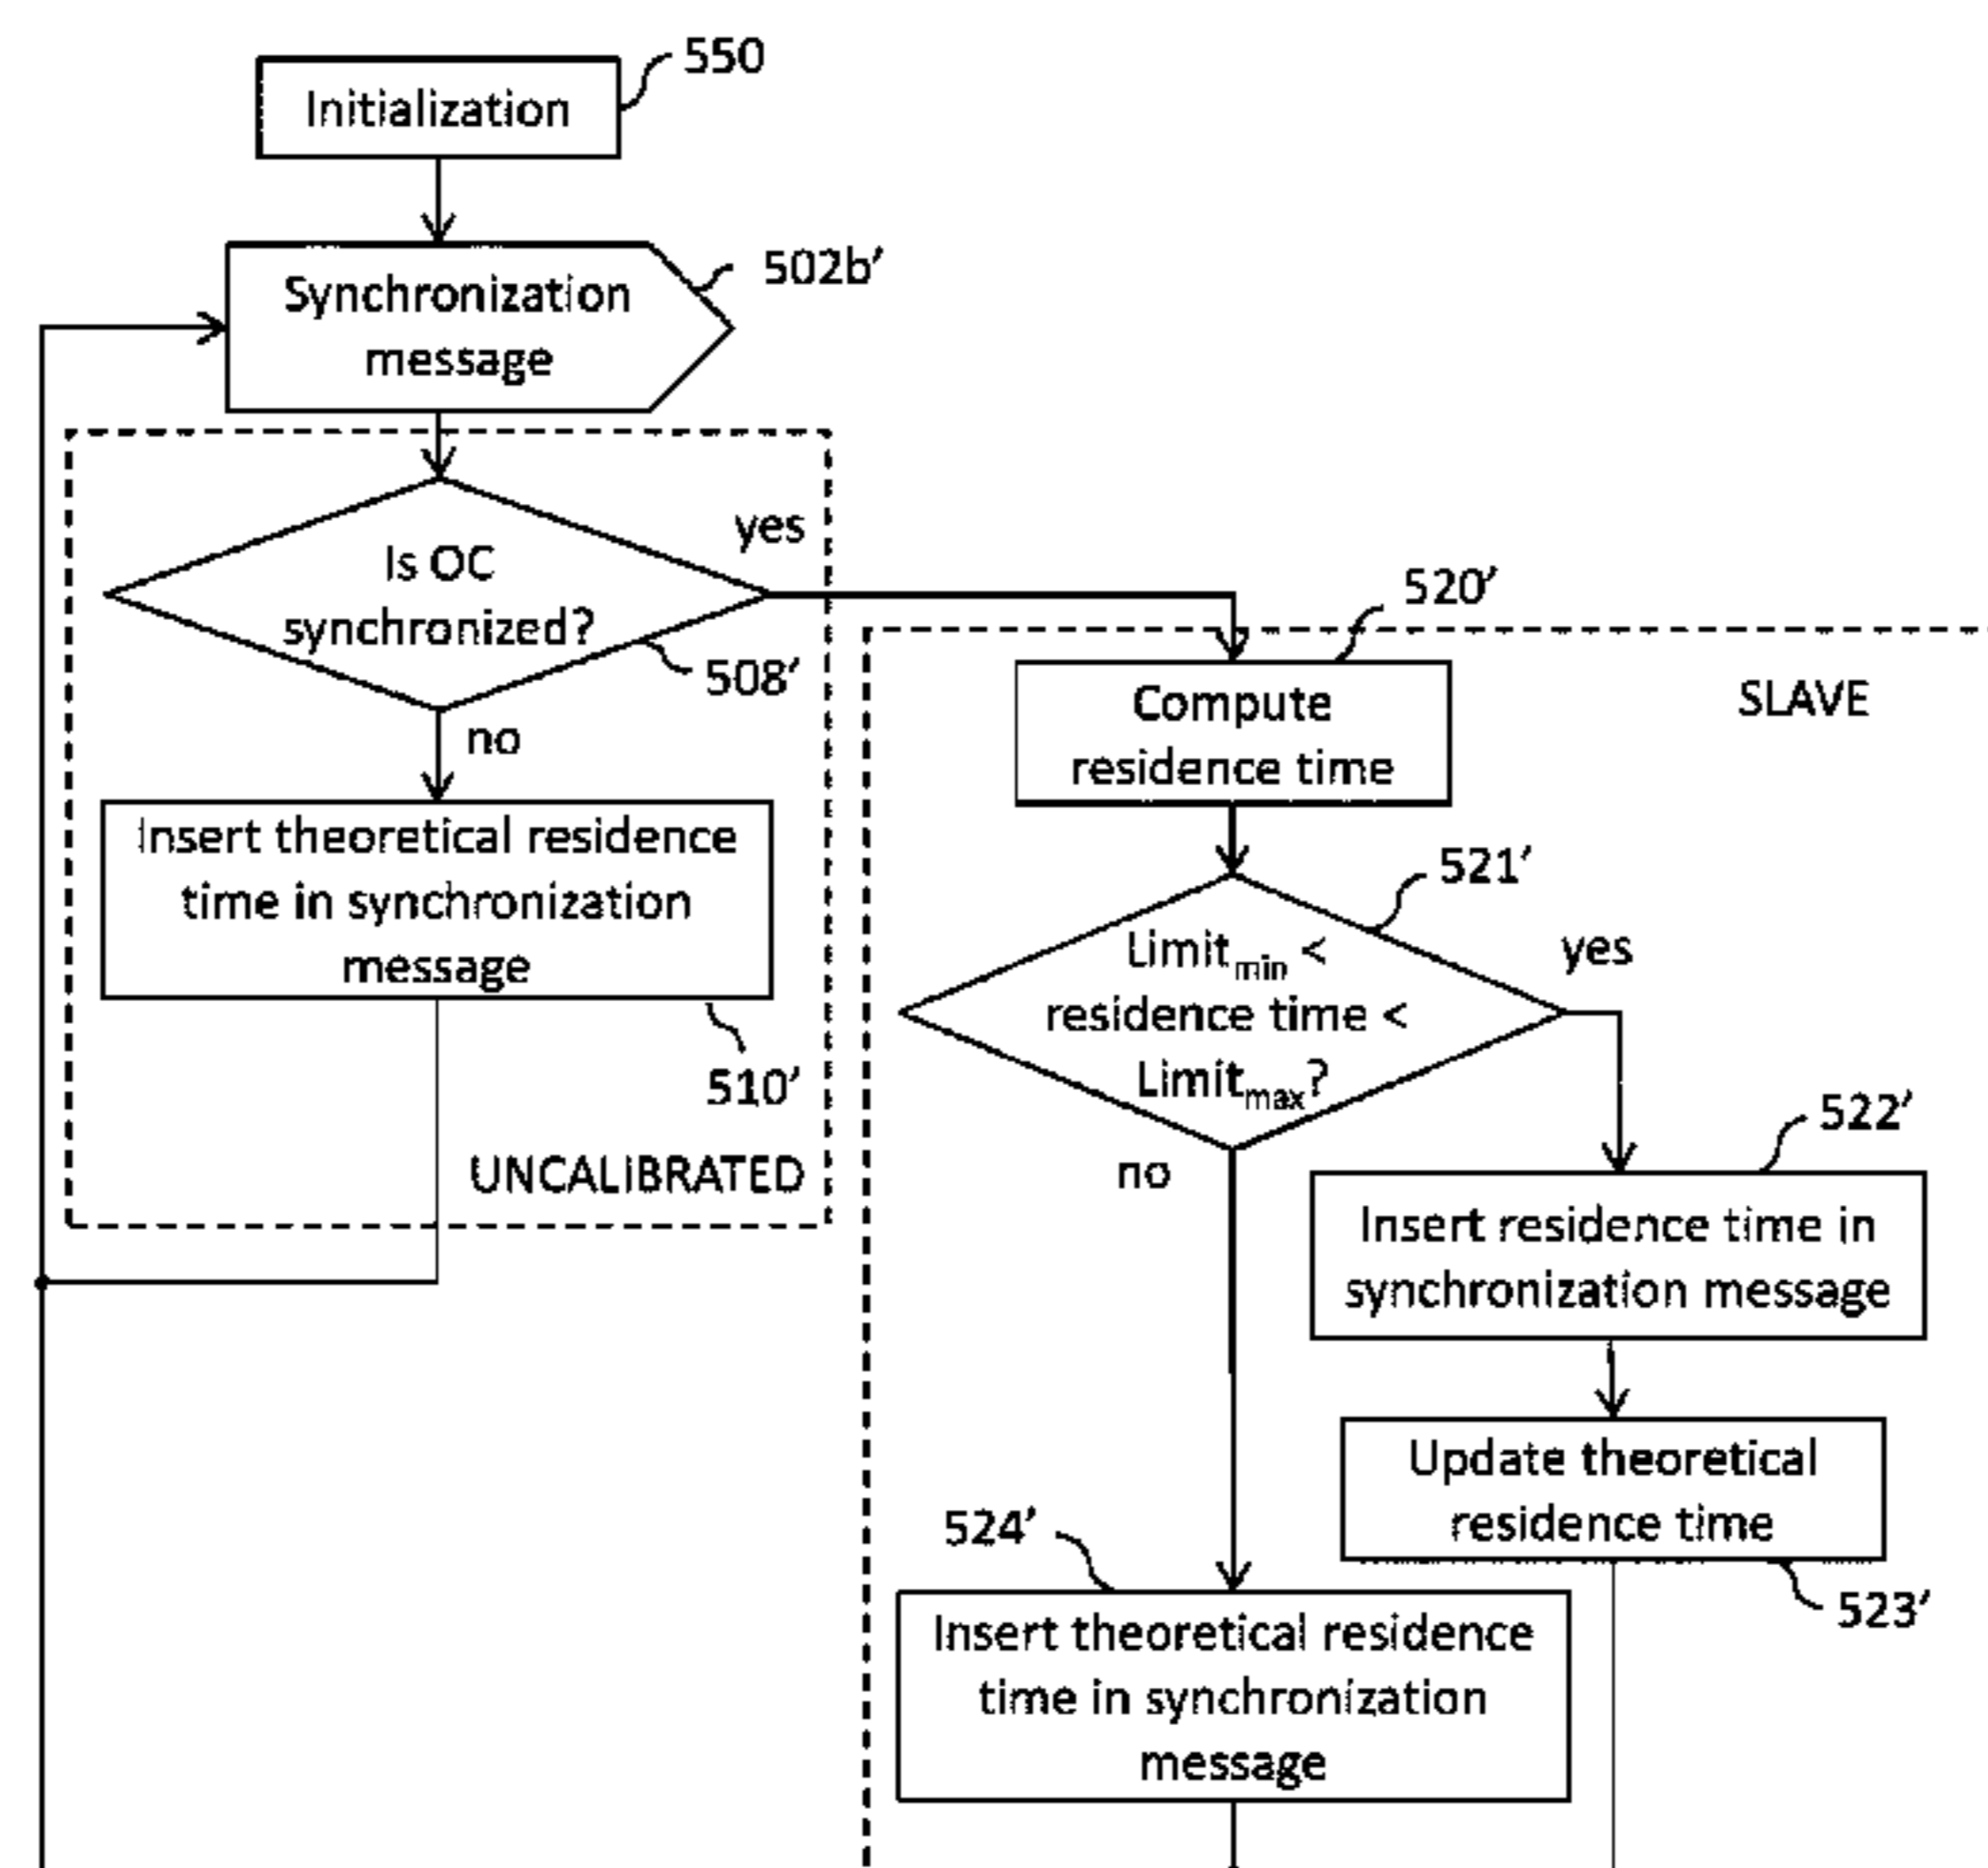 550
Initialization
502b′
Synchronization
message
yes
Is OC
synchronized?
508′
no
Insert theoretical residence
time in synchronization
message
510′
UNCALIBRATED
520′
SLAVE
Compute
residence time
521′
Limitmin <
residence time <
Limitmax?
yes
no
522′
Insert residence time in
synchronization message
Update theoretical
residence time
523′
524′
Insert theoretical residence
time in synchronization
message